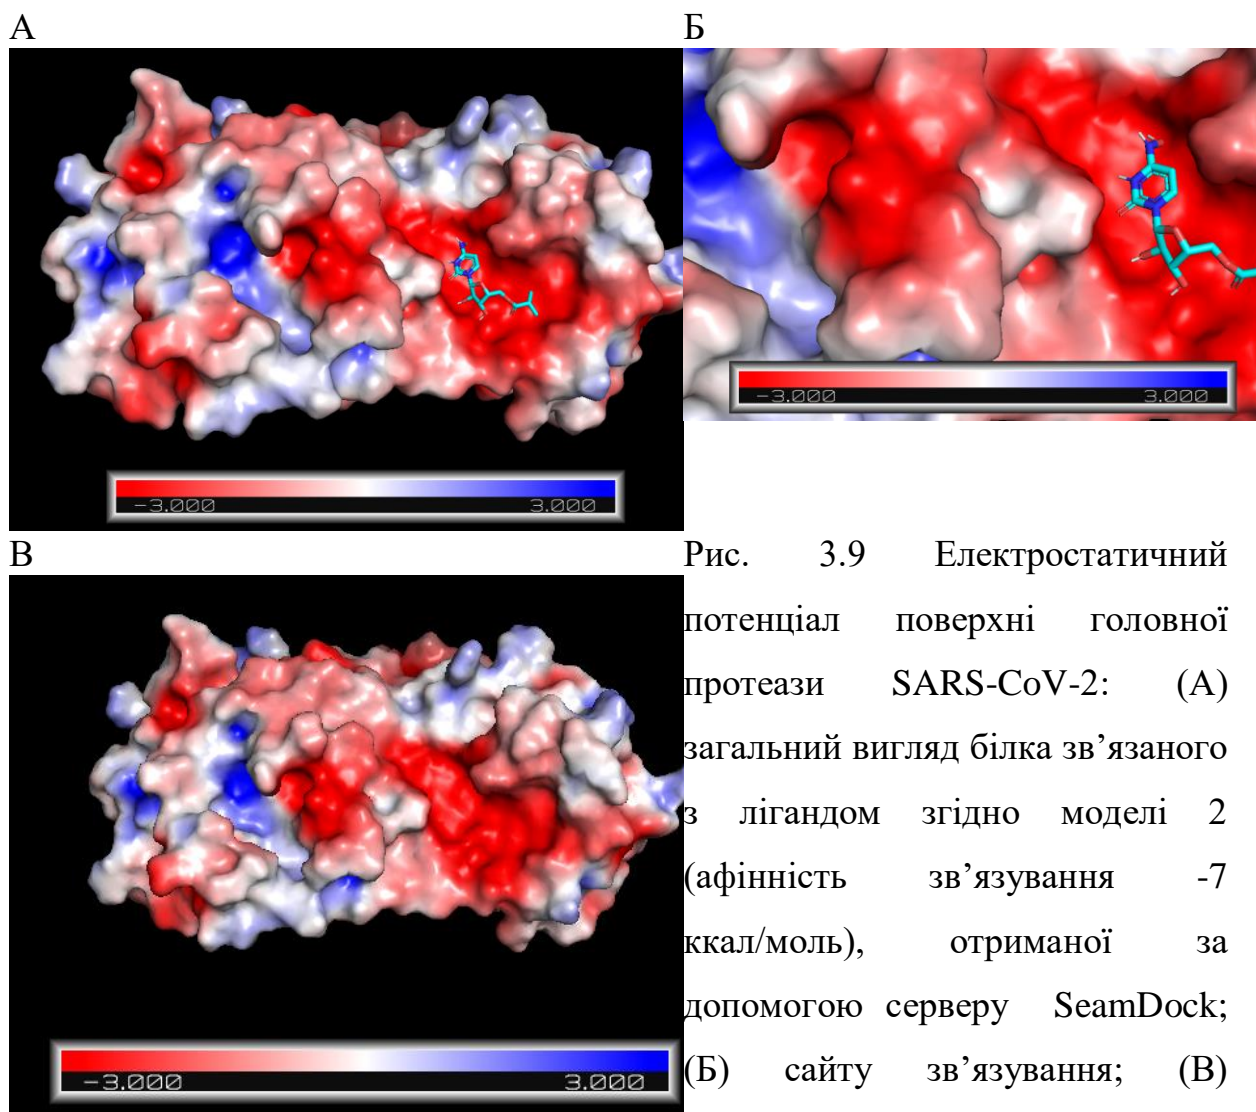 А
Б
-3.000 3.000
-3.000 3.000
В
Рис. 3.9 Електростатичний
потенціал поверхні головної
протеази SARS-CoV-2: (А)
загальний вигляд білка зв’язаного
з лігандом згідно моделі 2
(афінність зв’язування -7
ккал/моль), отриманої за
допомогою серверу SeamDock;
(Б) сайту зв’язування; (В)
-3.000 3.000